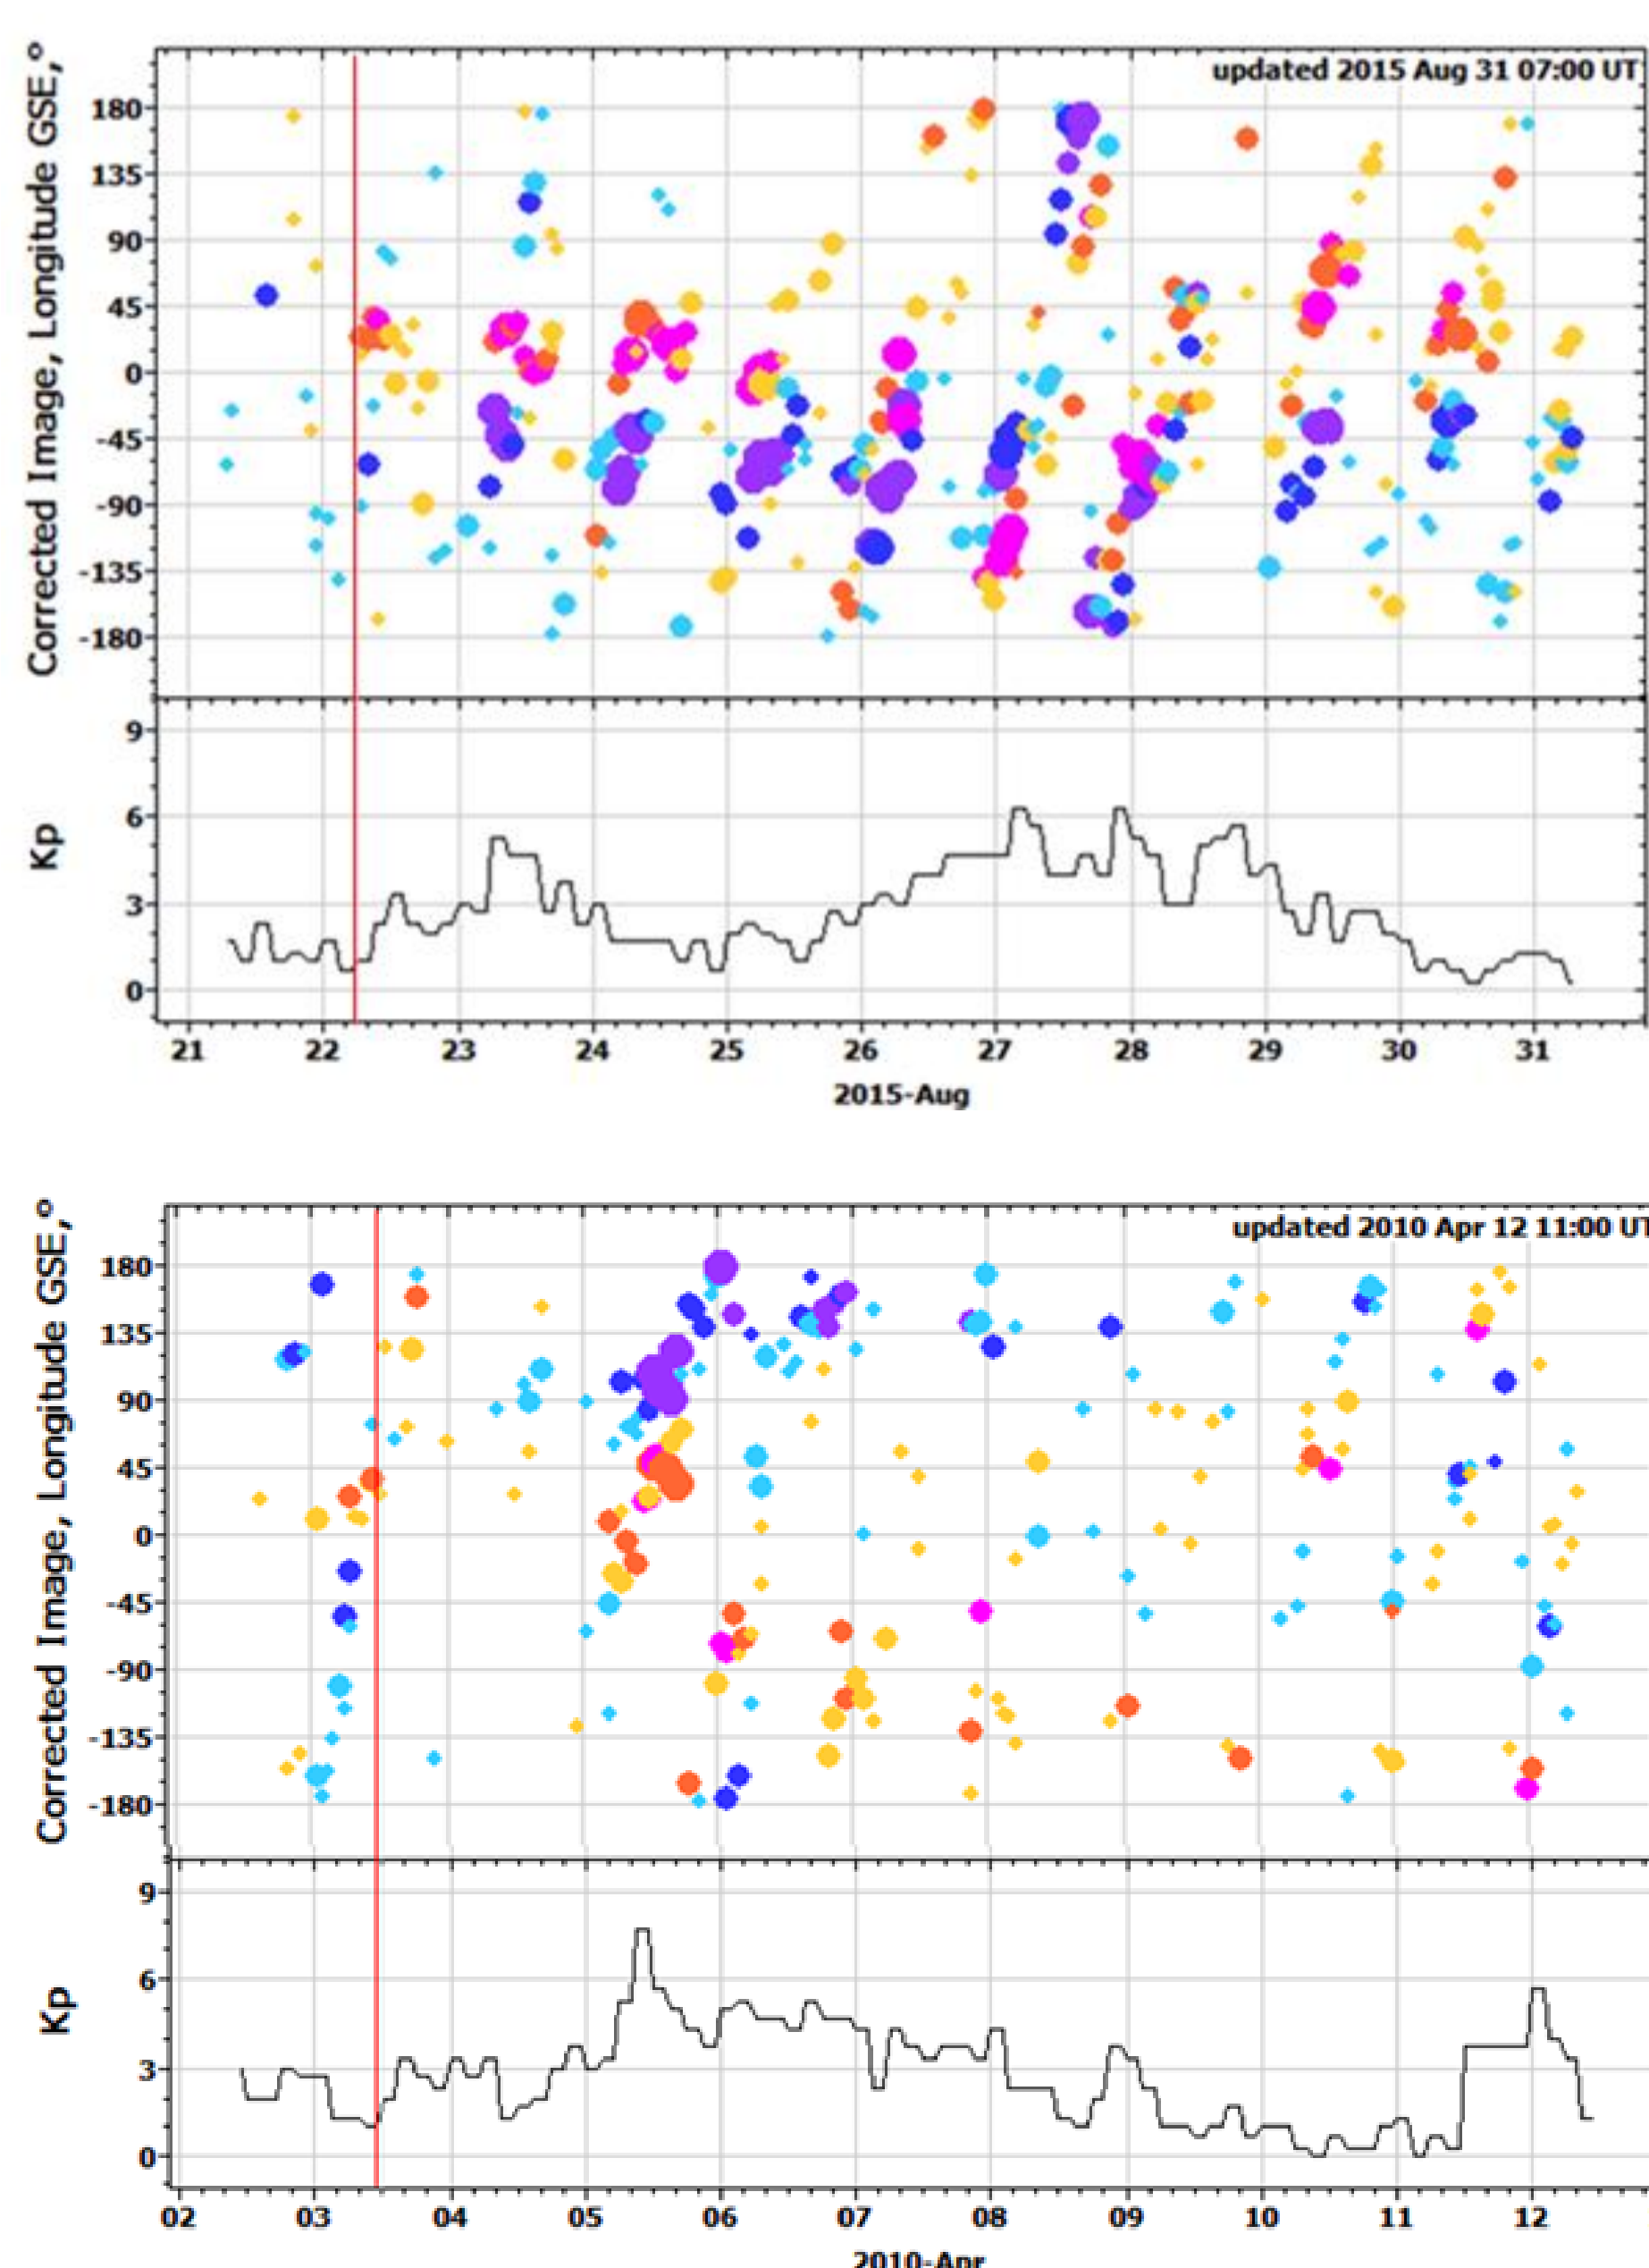 updated 2015 Aug 31 07:00 UT
Corrected Image, Longitude GSE,°
180
135
90
45
0
-45
-90
-135
-180
Kp
9
6
3
0
21 22 23 24 25 26 27 28 29 30 31
2015-Aug
updated 2010 Apr 12 11:00 UT
Corrected Image, Longitude GSE,°
180
135
90
45
0
-45
-90
-135
-180
Kp
9
6
3
0
02 03 04 05 06 07 08 09 10 11 12
2010-Apr